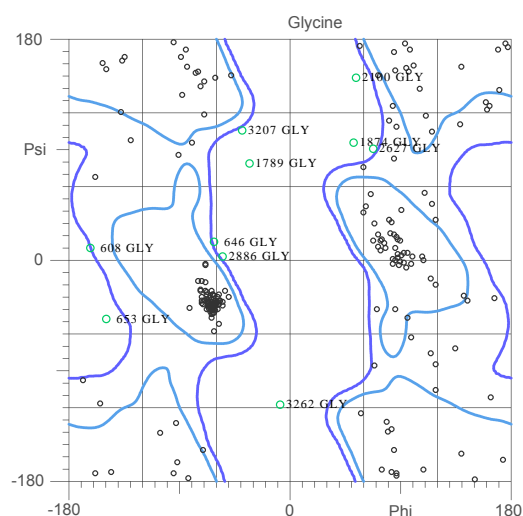 Glycine
180
2100 GLY
3207 GLY
1874 GLY
Psi
2627 GLY
1789 GLY
646 GLY
608 GLY
2886 GLY
0
653 GLY
3262 GLY
-180
-180
0
Phi
180